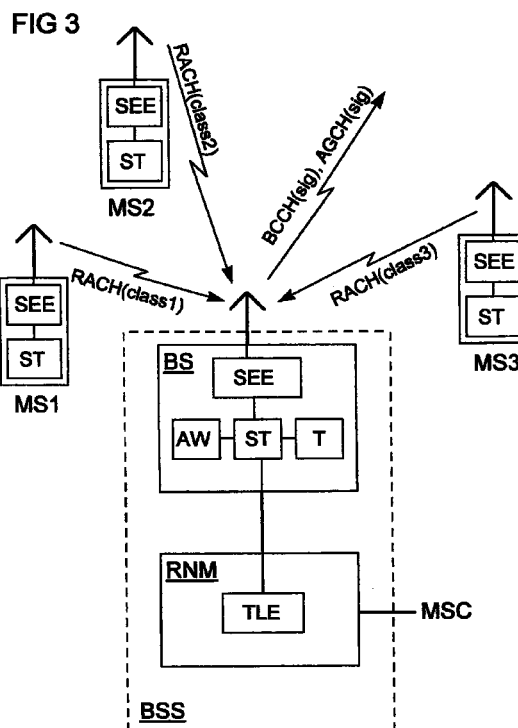 FIG 3
SEE
ST
MS2
RACH(class2)
BCCH(sig), AGCH(sig)
SEE
ST
MS1
RACH(class1)
RACH(class3)
SEE
ST
MS3
BS
SEE
AW
ST
T
RNM
TLE
MSC
BSS